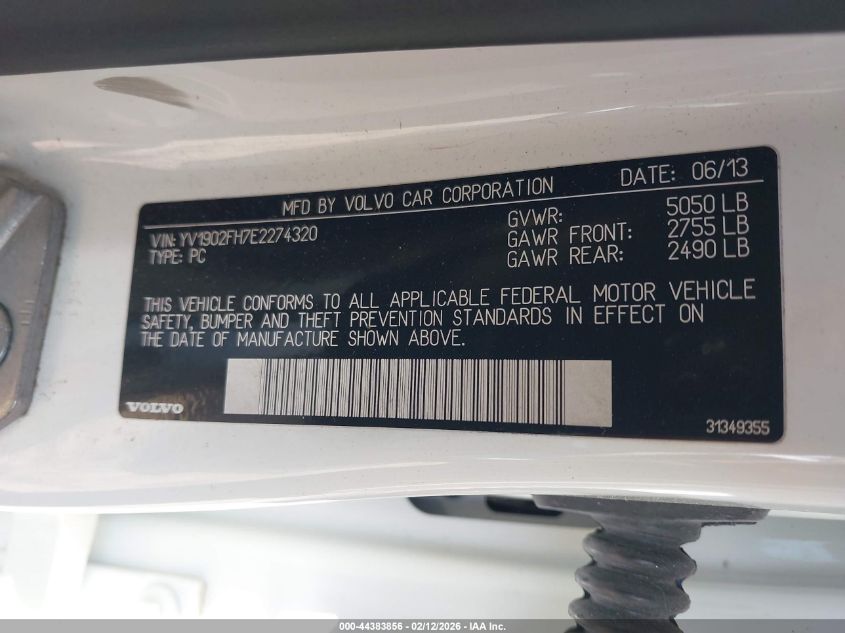 MFD BY VOLVO CAR CORPORATION DATE: 06/13
VIN: YV1902FH7E2274320
TYPE: PC
GVWR: 5050 LB
GAWR FRONT: 2755 LB
GAWR REAR: 2490 LB
THIS VEHICLE CONFORMS TO ALL APPLICABLE FEDERAL MOTOR VEHICLE
SAFETY, BUMPER AND THEFT PREVENTION STANDARDS IN EFFECT ON
THE DATE OF MANUFACTURE SHOWN ABOVE.
VOLVO
31349355
000-44383856 - 02/12/2026 - IAA Inc.